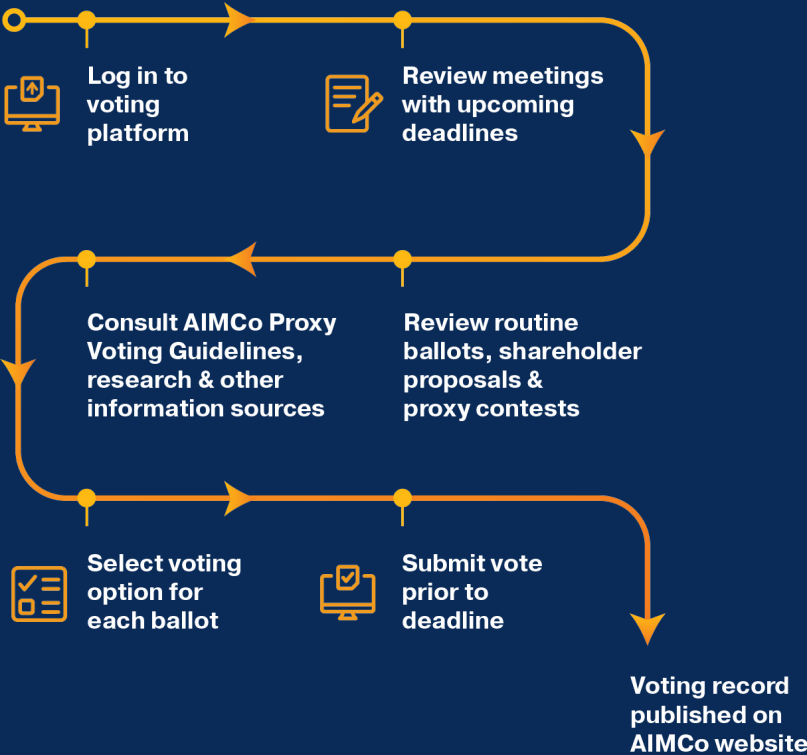 Log in to
voting
platform
Review meetings
with upcoming
deadlines
Review routine
ballots, shareholder
proposals &
proxy contests
Consult AIMCo Proxy
Voting Guidelines,
research & other
information sources
Select voting
option for
each ballot
Submit vote
prior to
deadline
Voting record
published on
AIMCo website